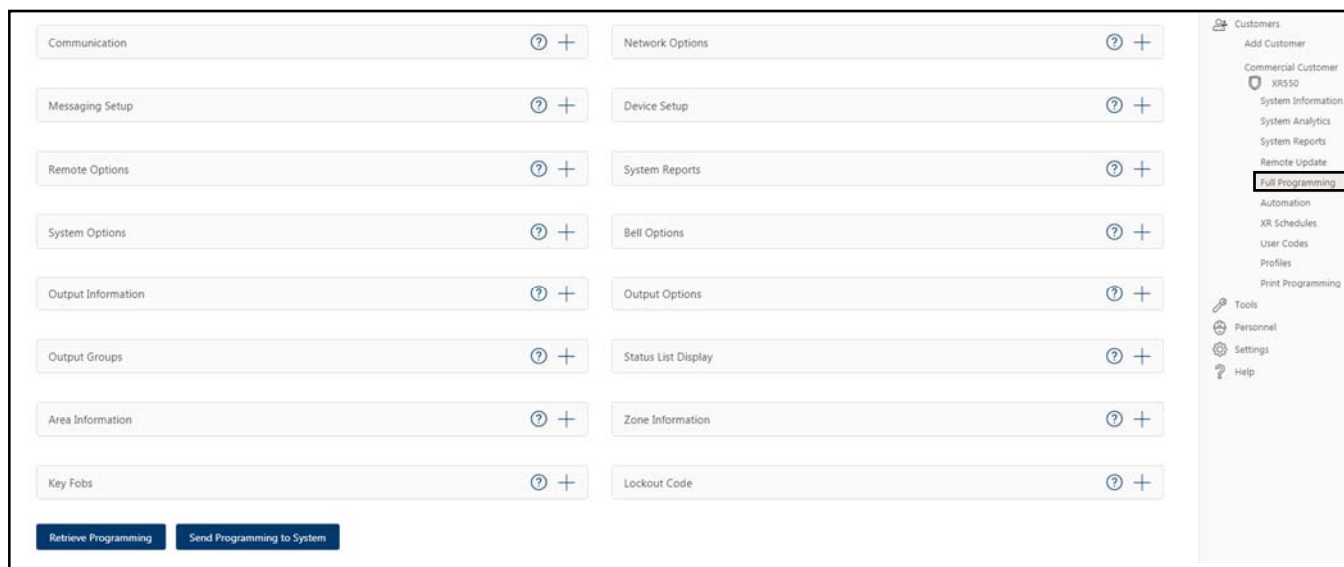 Communication
Network Options
Messaging Setup
Device Setup
Remote Options
System Reports
System Options
Bell Options
Output Information
Output Options
Output Groups
Status List Display
Area Information
Zone Information
Key Fobs
Lockout Code
Retrieve Programming
Send Programming to System
Customers
Add Customer
Commercial Customer
XR550
System Information
System Analytics
System Reports
Remote Update
Full Programming
Automation
XR Schedules
User Codes
Profiles
Print Programming
Tools
Personnel
Settings
Help